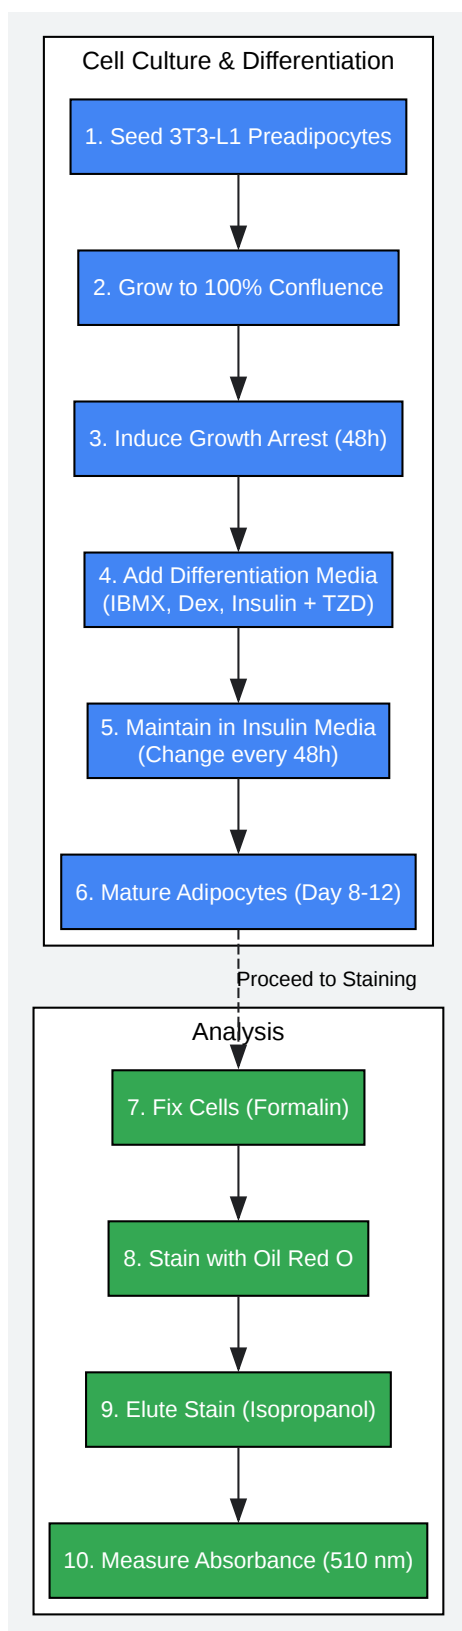 Cell Culture & Differentiation
1. Seed 3T3-L1 Preadipocytes
2. Grow to 100% Confluence
3. Induce Growth Arrest (48h)
4. Add Differentiation Media
(IBMX, Dex, Insulin + TZD)
5. Maintain in Insulin Media
(Change every 48h)
6. Mature Adipocytes (Day 8-12)
Proceed to Staining
Analysis
7. Fix Cells (Formalin)
8. Stain with Oil Red O
9. Elute Stain (Isopropanol)
10. Measure Absorbance (510 nm)